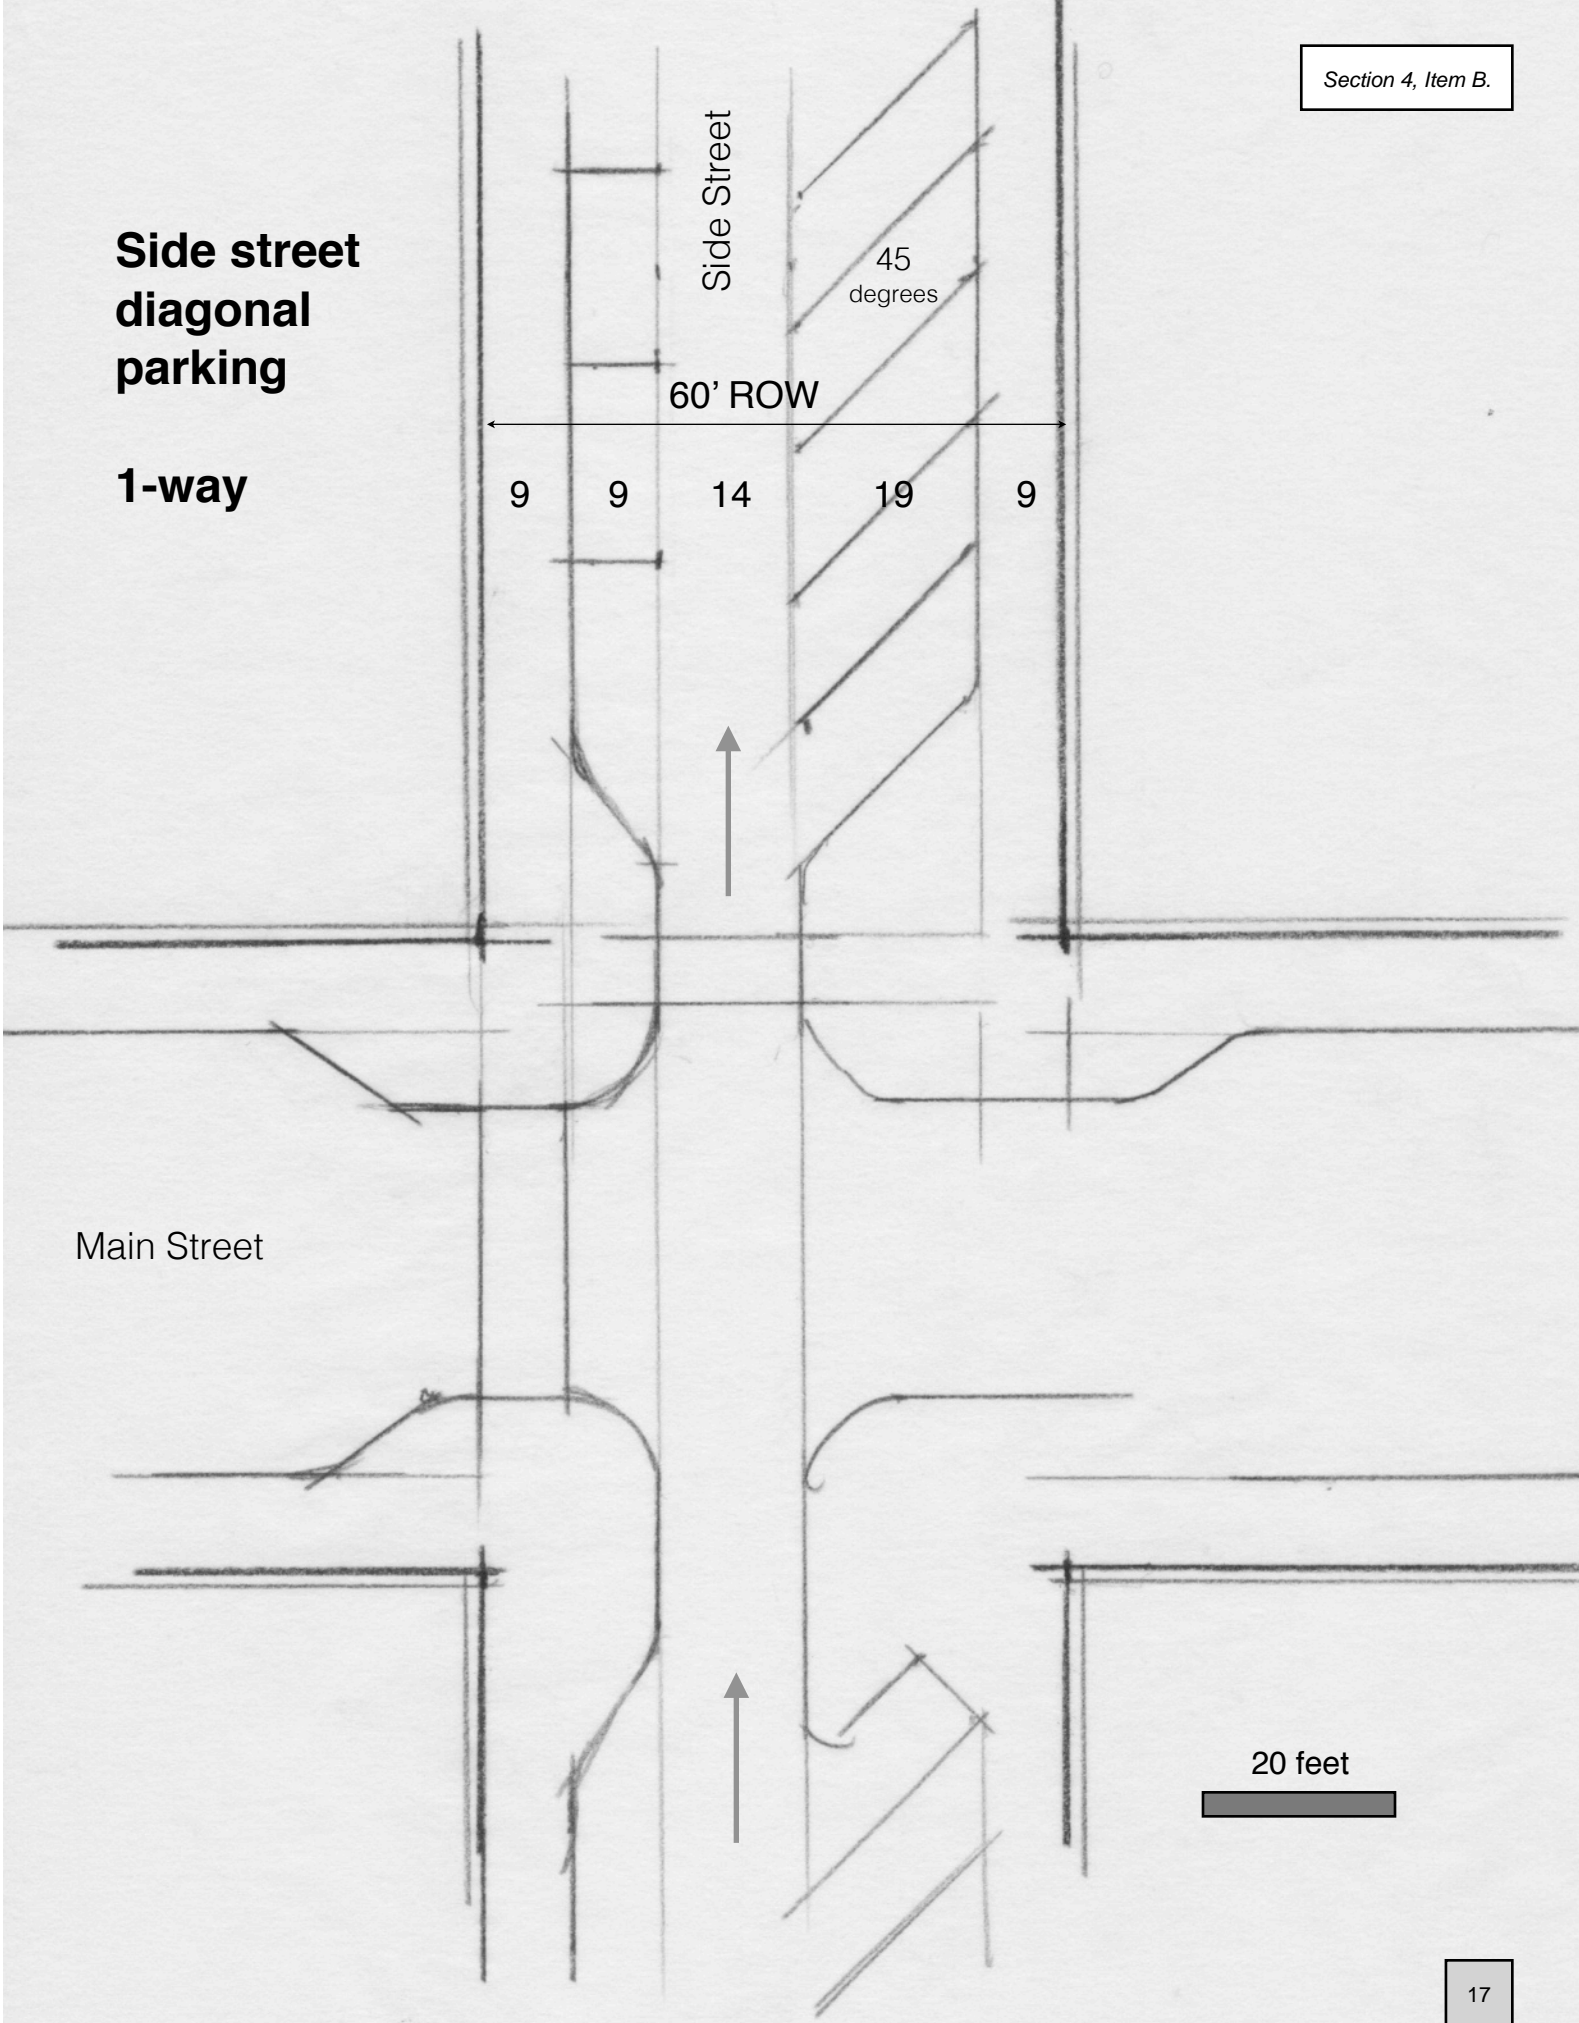 Section 4, Item B.
Side Street
Side street
diagonal
parking
45
degrees
60’ ROW
1-way
9 9 14 19 9
Main Street
20 feet
17